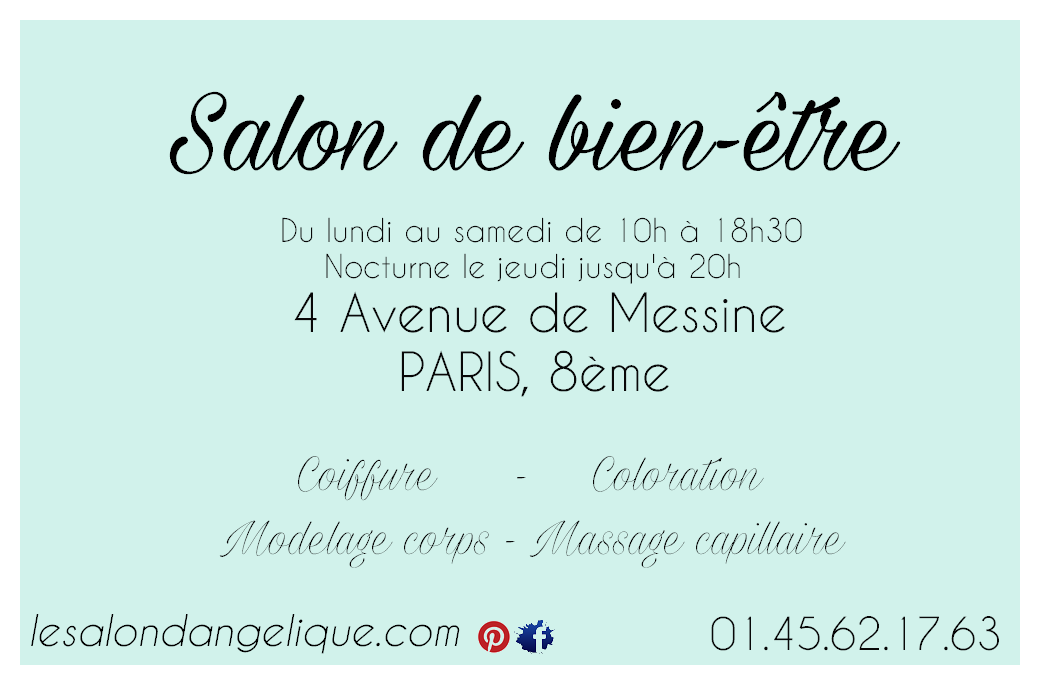 Salon de bien-être
Du lundi au samedi de 10h à 18h30
Nocturne le jeudi jusqu'à 20h
4 Avenue de Messine
PARIS, 8ème
Coiffure - Coloration
Modelage corps - Massage capillaire
lesalondangelique.com
01.45.62.17.63